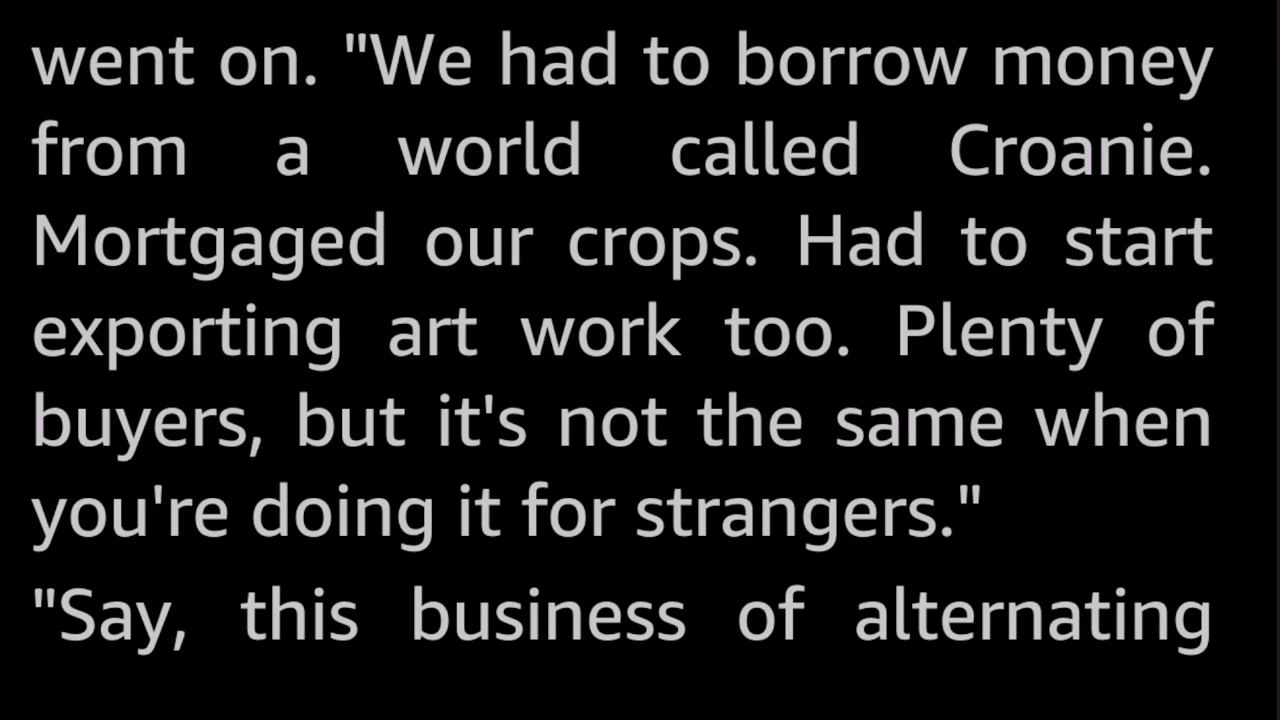 went on. "We had to borrow money
from a world called Croanie.
Mortgaged our crops. Had to start
exporting art work too. Plenty of
buyers, but it's not the same when
you're doing it for strangers."
"Say, this business of alternating